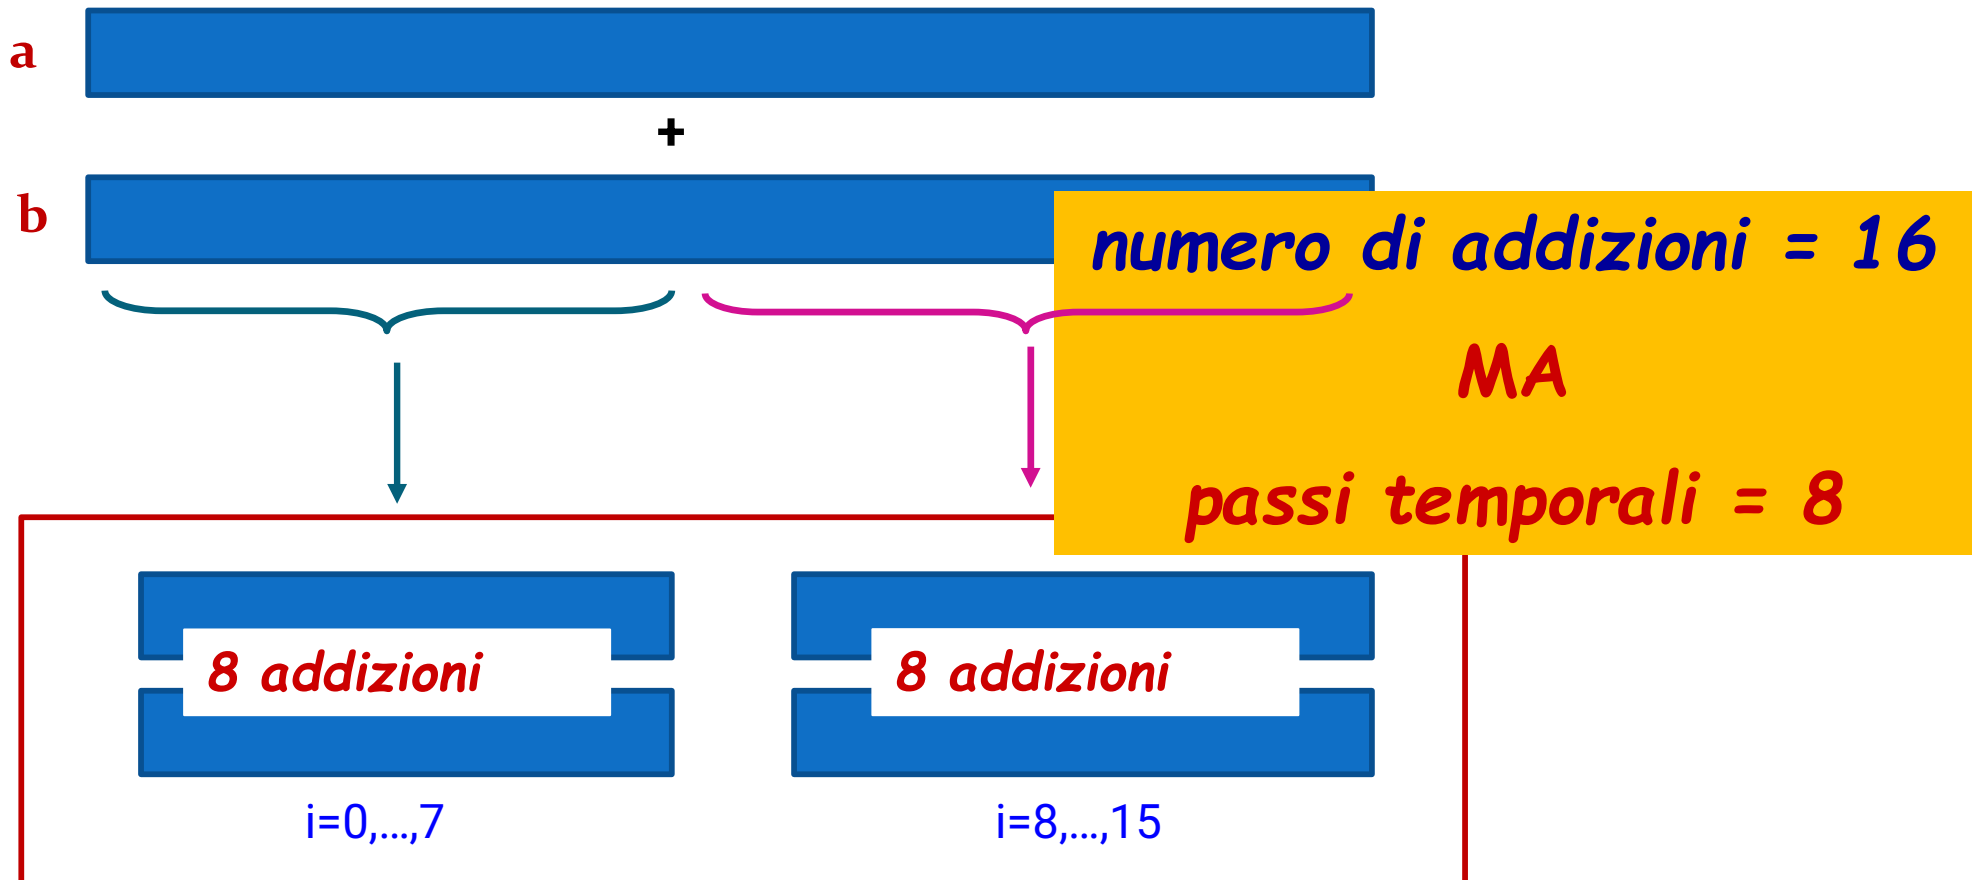 a
+
b
numero di addizioni = 16
MA
passi temporali = 8
8 addizioni
8 addizioni
i=0,...,7
i=8,...,15